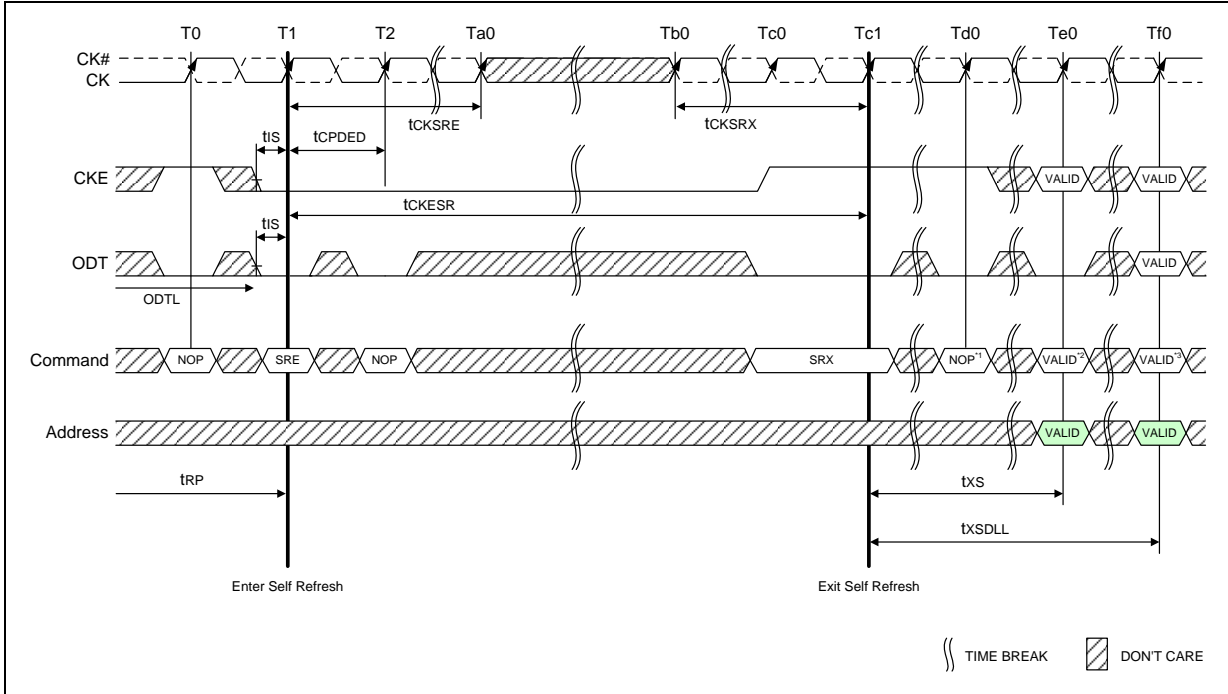 T0 T1 T2 Ta0 Tb0 Tc0 Tc1 Td0 Te0 Tf0
CK#
CK
tCKSRE tCKSRX
tIS tCPDED
CKE VALID VALID
tCKESR
tIS
ODT VALID
ODTL
Command NOP SRE NOP SRX NOP*1 VALID*2 VALID*3
Address VALID VALID
tRP tXS
tXSDLL
Enter Self Refresh Exit Self Refresh
TIME BREAK DON'T CARE